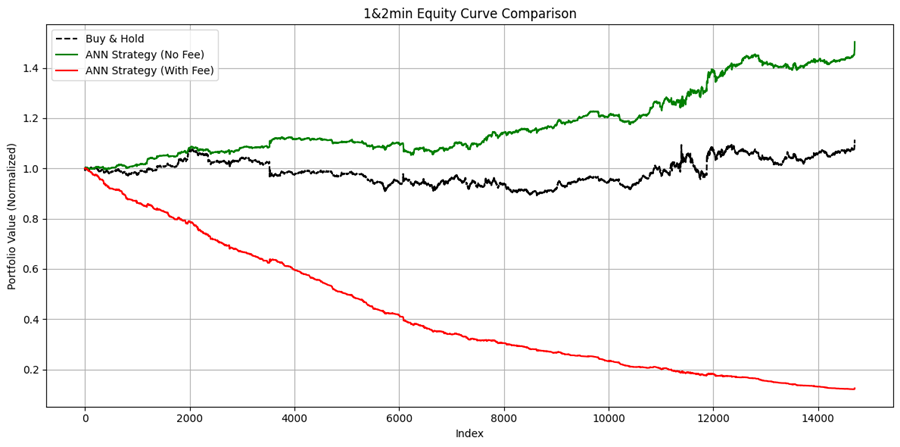 1&2min Equity Curve Comparison
Buy & Hold
ANN Strategy (No Fee)
ANN Strategy (With Fee)
Portfolio Value (Normalized)
1.4
1.2
1.0
0.8
0.6
0.4
0.2
0 2000 4000 6000 8000 10000 12000 14000
Index